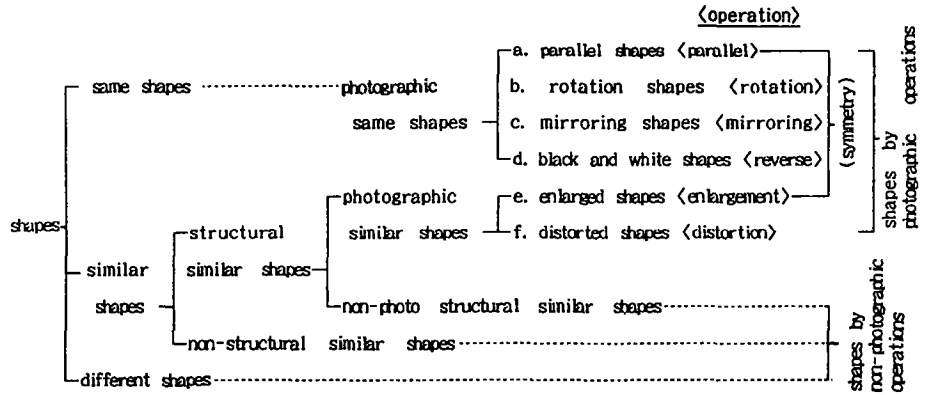 <operation>
a. parallel shapes <parallel>
same shapes
photographic
b. rotation shapes <rotation>
same shapes
c. mirroring shapes <mirroring>
d. black and white shapes <reverse>
(symmetry)
shapes by
photographic operations
photographic
e. enlarged shapes <enlargement>
shapes
structural
similar shapes
f. distorted shapes <distortion>
similar
similar shapes
shapes
non-photo structural similar shapes
non-structural similar shapes
different shapes
shapes by
non-photographic
operations